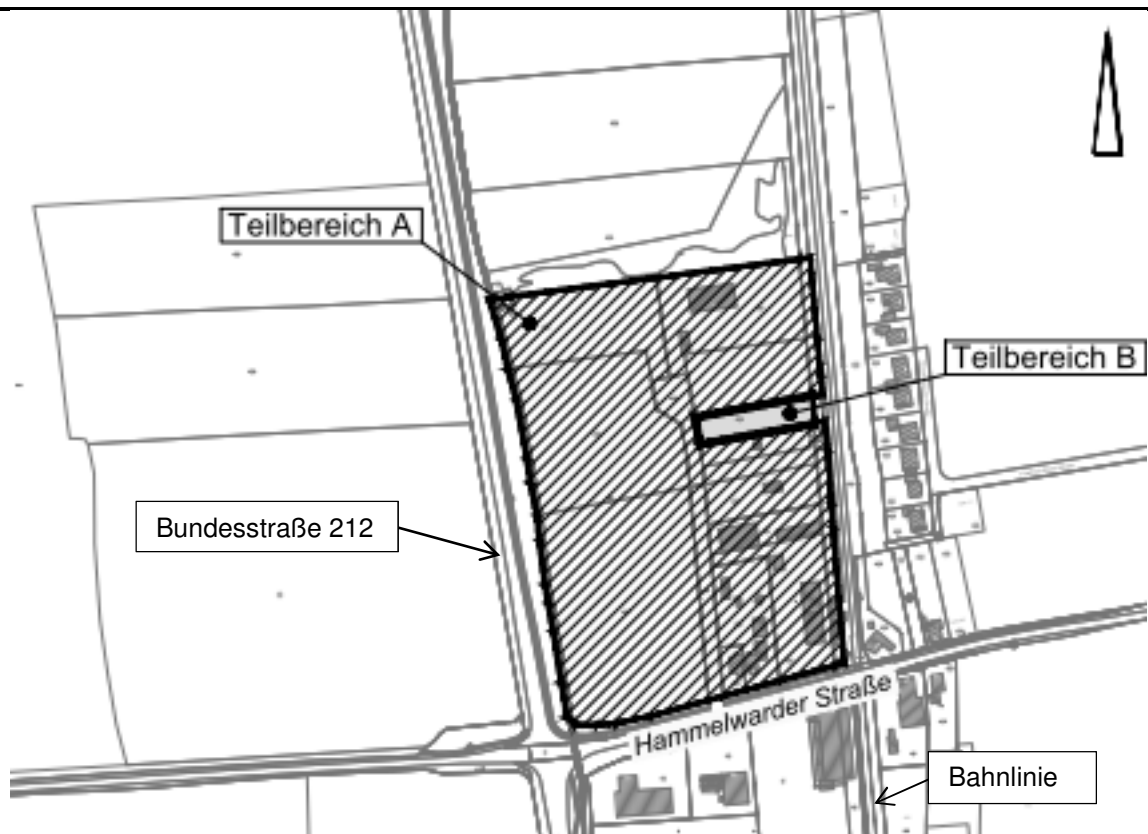 Teilbereich A
Teilbereich B
Bundesstraße 212
Hammelwarder Straße
Bahnlinie